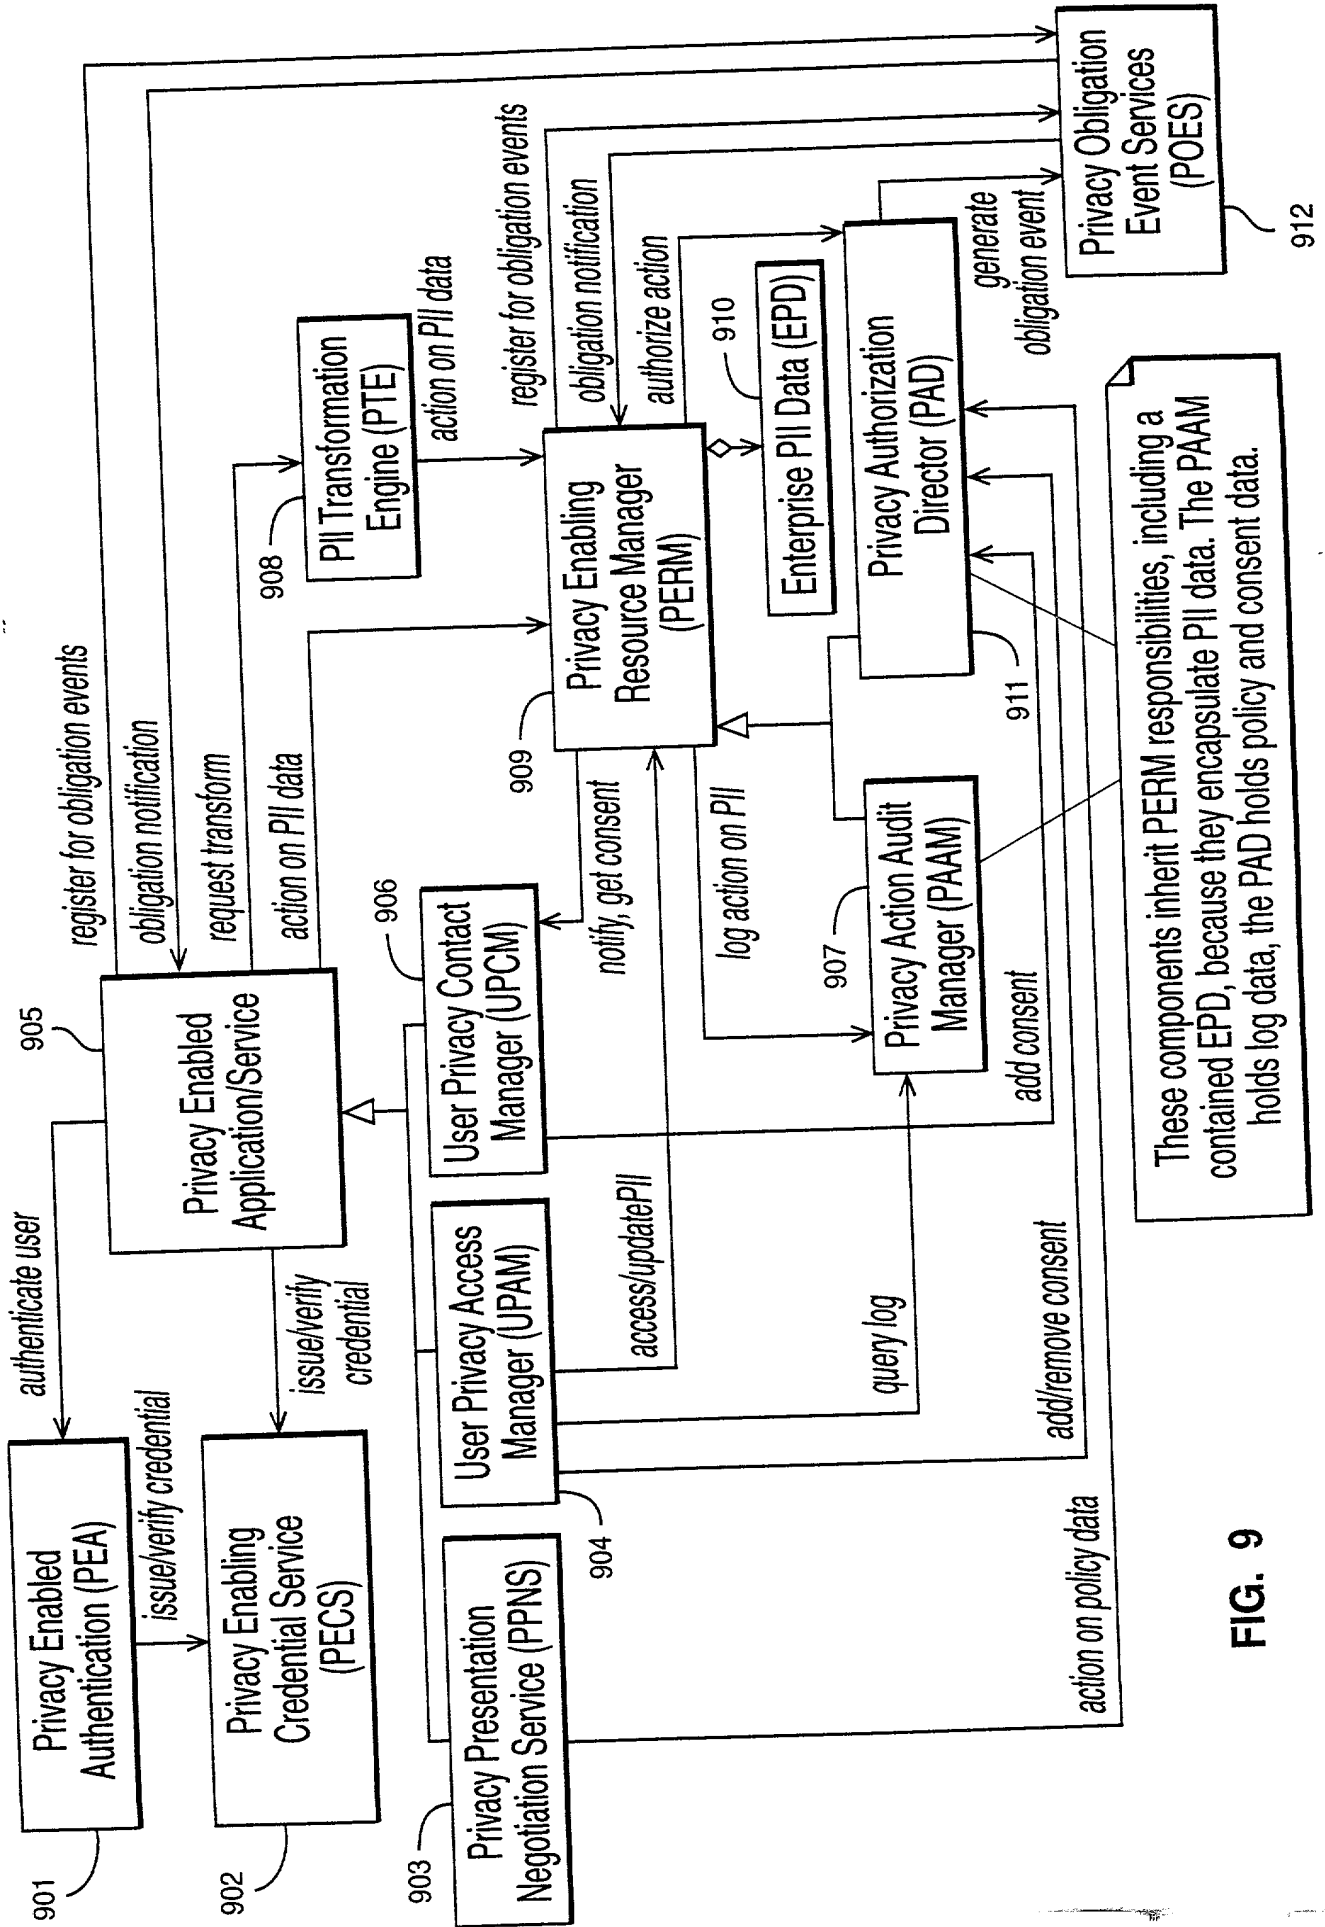 register for obligation events
obligation notification
request transform
action on PII data
905
authenticate user
Privacy Enabled
Application/Service
issue/verify
credential
901
Privacy Enabled
Authentication (PEA)
issue/verify credential
902
Privacy Enabling
Credential Service
(PECS)
908
PII Transformation
Engine (PTE)
action on PII data
903
Privacy Presentation
Negotiation Service (PPNS)
904
User Privacy Access
Manager (UPAM)
906
User Privacy Contact
Manager (UPCM)
notify, get consent
909
Privacy Enabling
Resource Manager
(PERM)
register for obligation events
obligation notification
authorize action
access/updatePII
log action on PII
910
Enterprise PII Data (EPD)
907
Privacy Action Audit
Manager (PAAM)
911
Privacy Authorization
Director (PAD)
generate
obligation event
Privacy Obligation
Event Services
(POES)
912
query log
add consent
add/remove consent
action on policy data
These components inherit PERM responsibilities, including a
contained EPD, because they encapsulate PII data. The PAAM
holds log data, the PAD holds policy and consent data.
FIG. 9